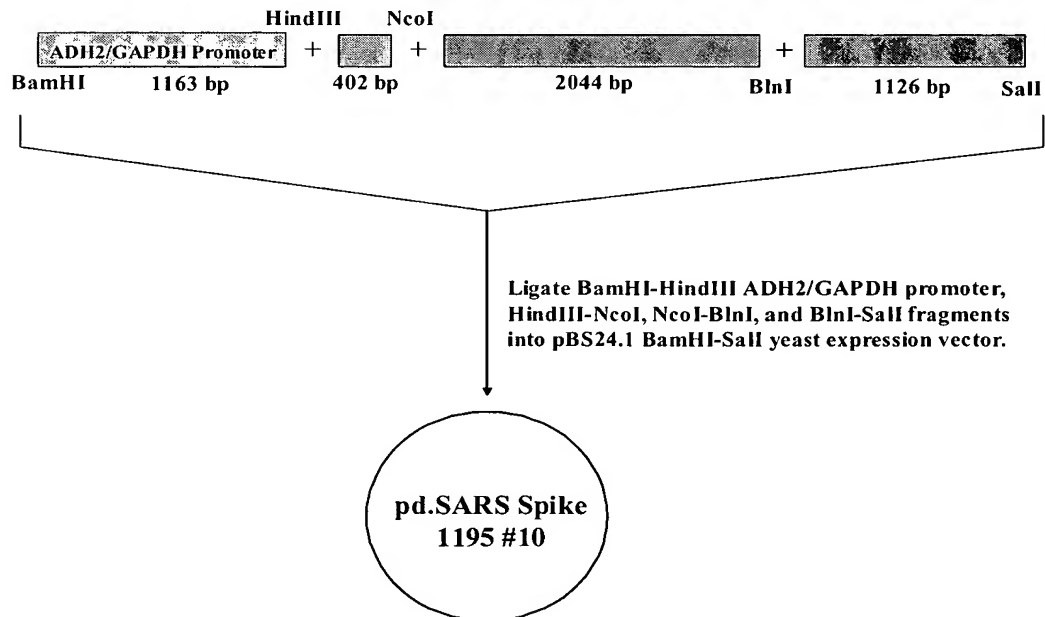 HindIII NcoI
ADH2/GAPDH Promoter + + +
BamHI 1163 bp 402 bp 2044 bp BlnI 1126 bp SalI
Ligate BamHI-HindIII ADH2/GAPDH promoter,
HindIII-NcoI, NcoI-BlnI, and BlnI-SalI fragments
into pBS24.1 BamHI-SalI yeast expression vector.
pd.SARS Spike
1195 #10